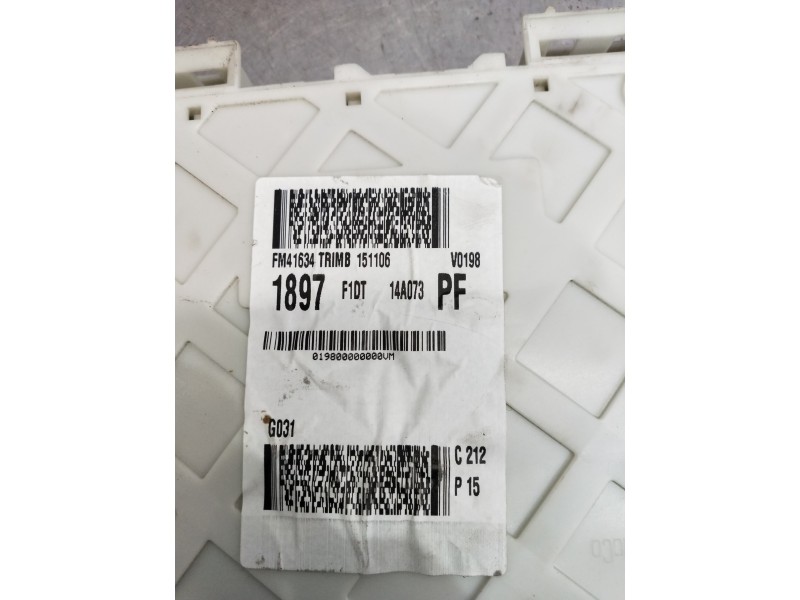 FM41634 TRIMB 151106 V0198
1897 F1DT 14A073 PF
019800000000VM
G031
C 212
P 15